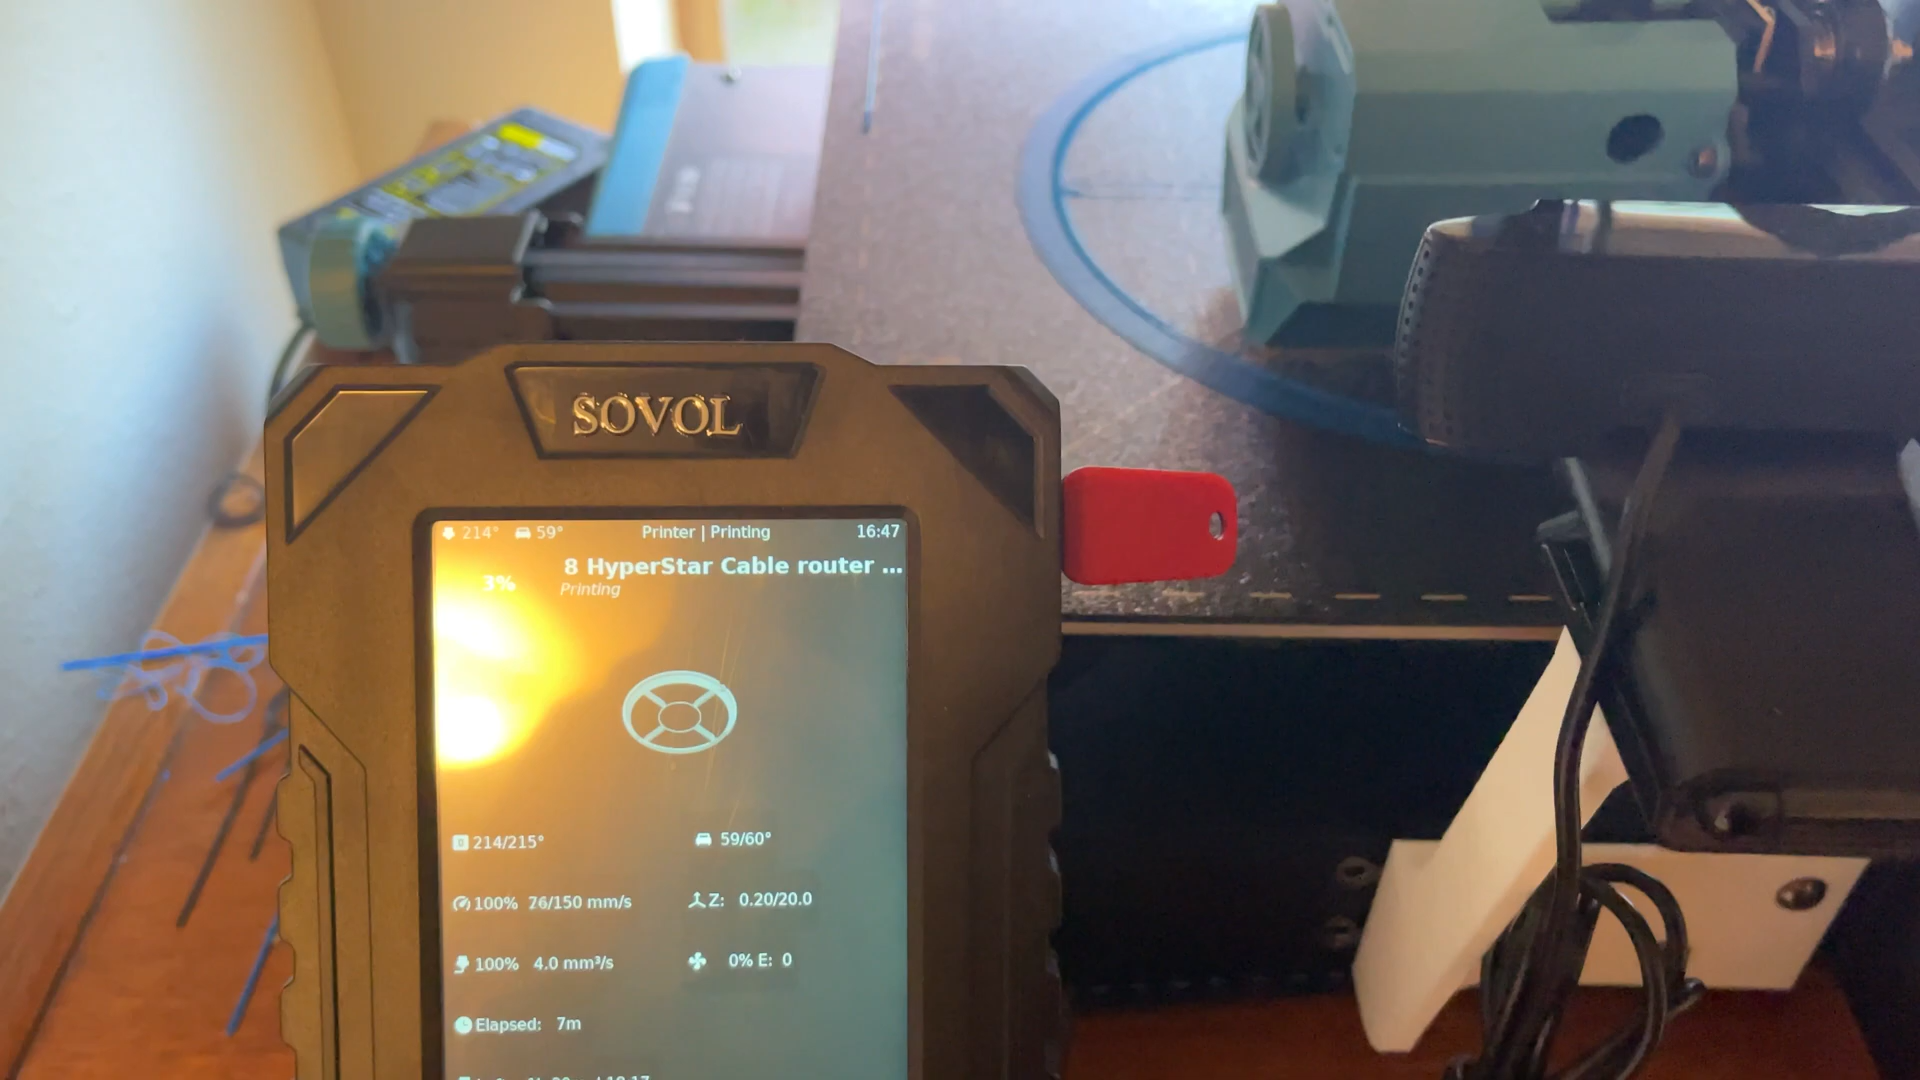 SOVOL
214° 59° Printer | Printing 16:47
8 HyperStar Cable router ...
3%
Printing
214/215° 59/60°
100% 76/150 mm/s Z: 0.20/20.0
100% 4.0 mm³/s 0% E: 0
Elapsed: 7m